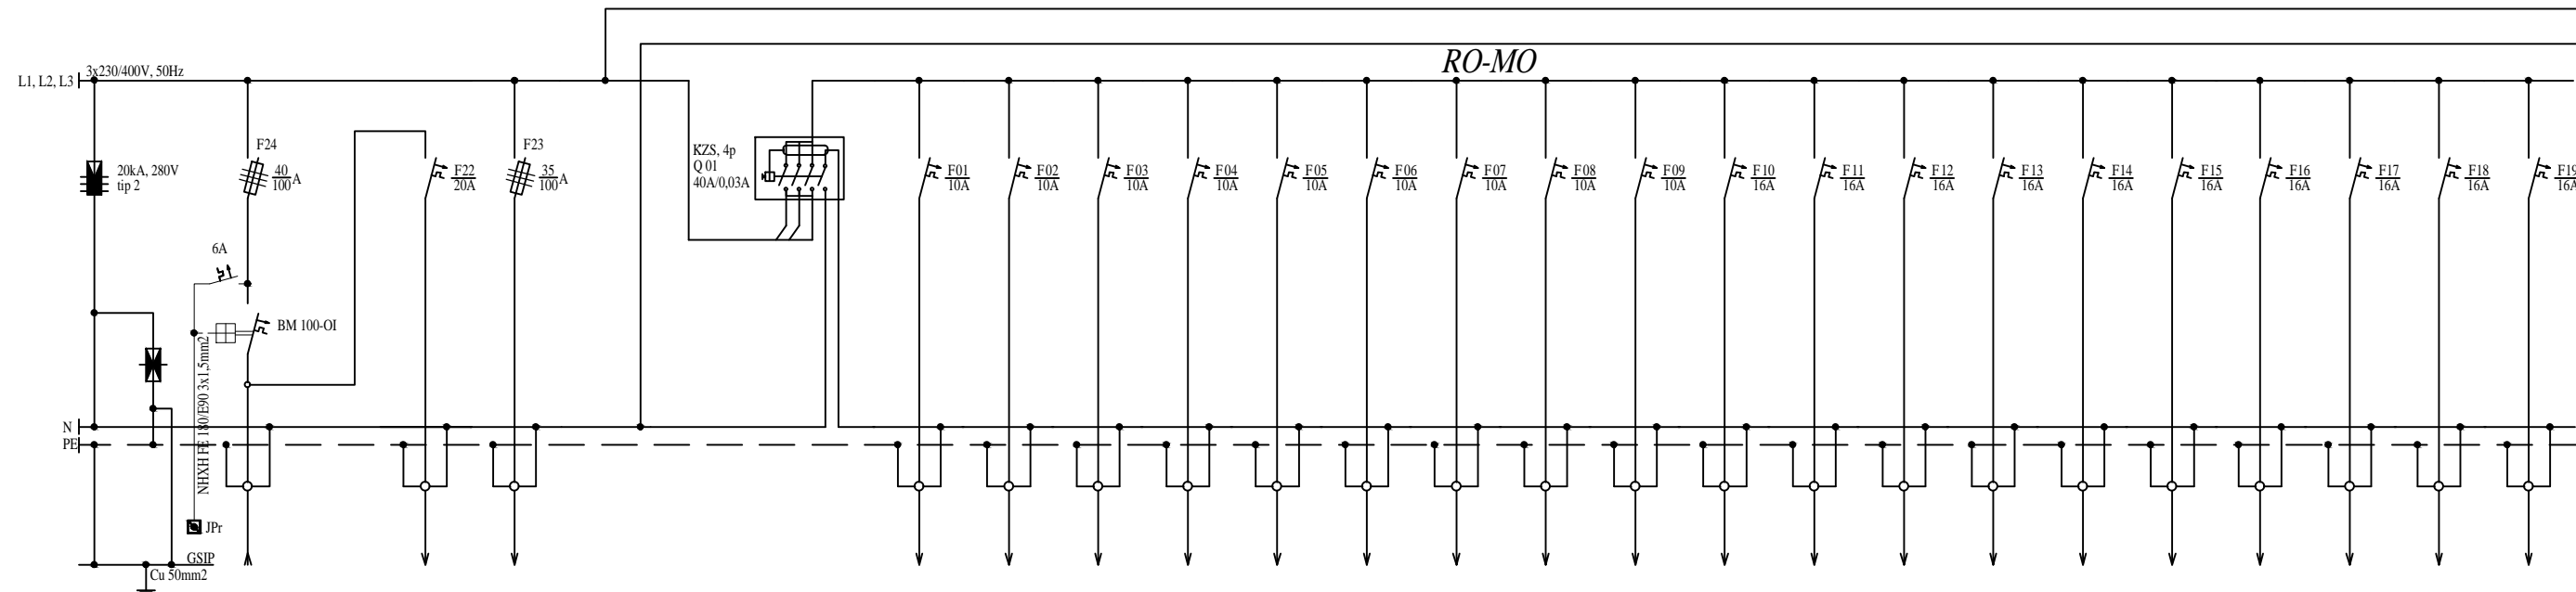 RO-MO
3x230/400V, 50Hz
L1, L2, L3
20kA, 280V
tip 2
F24
40
100 A
F22
20A
F23
35
100 A
KZS, 4p
Q 01
40A/0,03A
F01
10A
F02
10A
F03
10A
F04
10A
F05
10A
F06
10A
F07
10A
F08
10A
F09
10A
F10
16A
F11
16A
F12
16A
F13
16A
F14
16A
F15
16A
F16
16A
F17
16A
F18
16A
F19
16A
6A
BM 100-OI
NHXH FE 180/E90 3x1,5mm2
N
PE
JPr
GSIP
Cu 50mm2